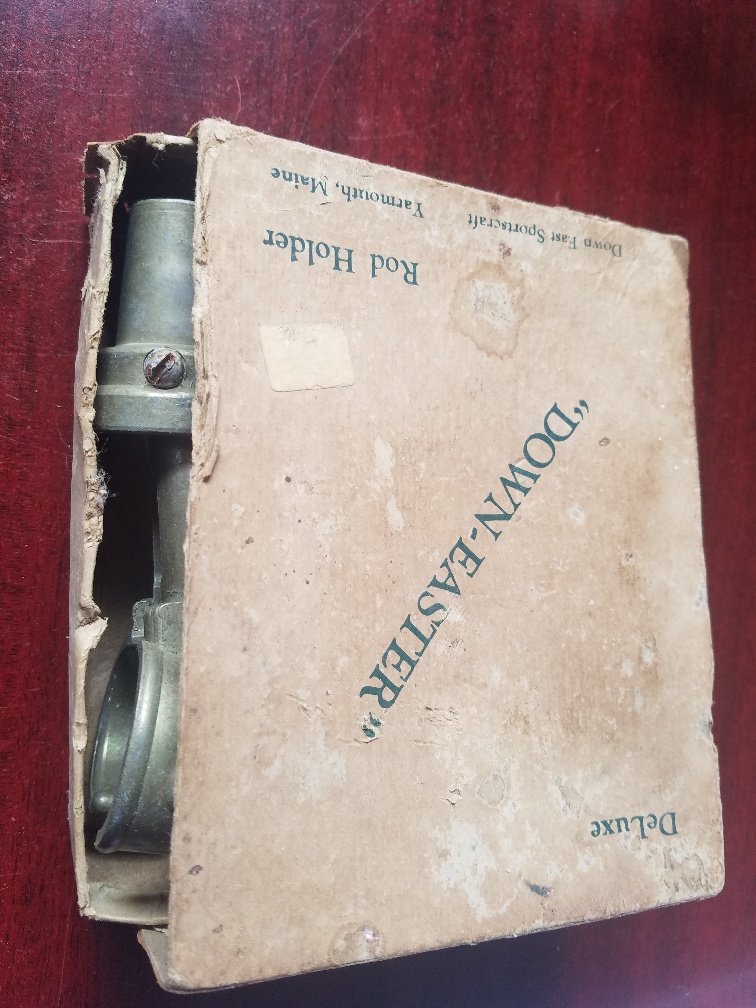 DeLuxe
“DOWN-EASTER”
Rod Holder
Down East Sportscraft Yarmouth, Maine